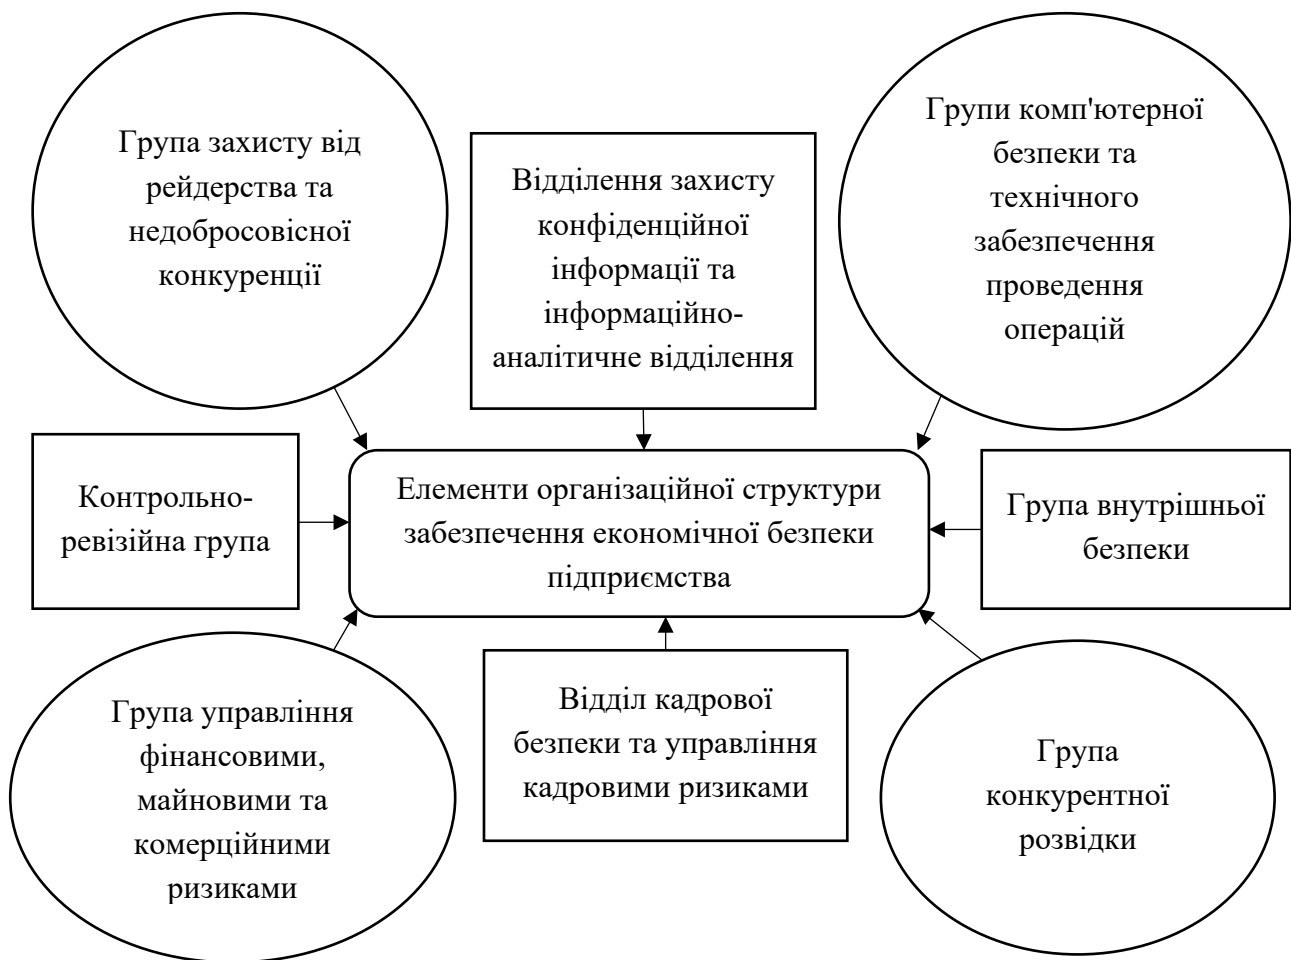 Група захисту від
рейдерства та
недобросовісної
конкуренції
Відділення захисту
конфіденційної
інформації та
інформаційно-
аналітичне відділення
Групи комп'ютерної
безпеки та
технічного
забезпечення
проведення
операцій
Контрольно-
ревізійна група
Елементи організаційної структури
забезпечення економічної безпеки
підприємства
Група внутрішньої
безпеки
Група управління
фінансовими,
майновими та
комерційними
ризиками
Відділ кадрової
безпеки та управління
кадровими ризиками
Група
конкурентної
розвідки